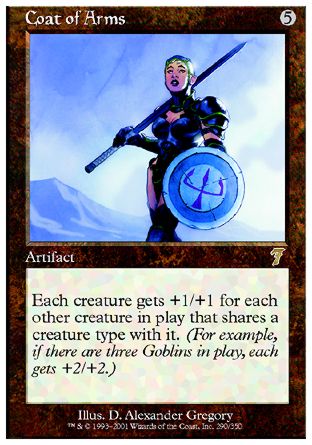 Coat of Arms 5
Artifact
Each creature gets +1/+1 for each
other creature in play that shares a
creature type with it. (For example,
if there are three Goblins in play, each
gets +2/+2.)
Illus. D. Alexander Gregory
™ & © 1993–2001 Wizards of the Coast, Inc. 290/350